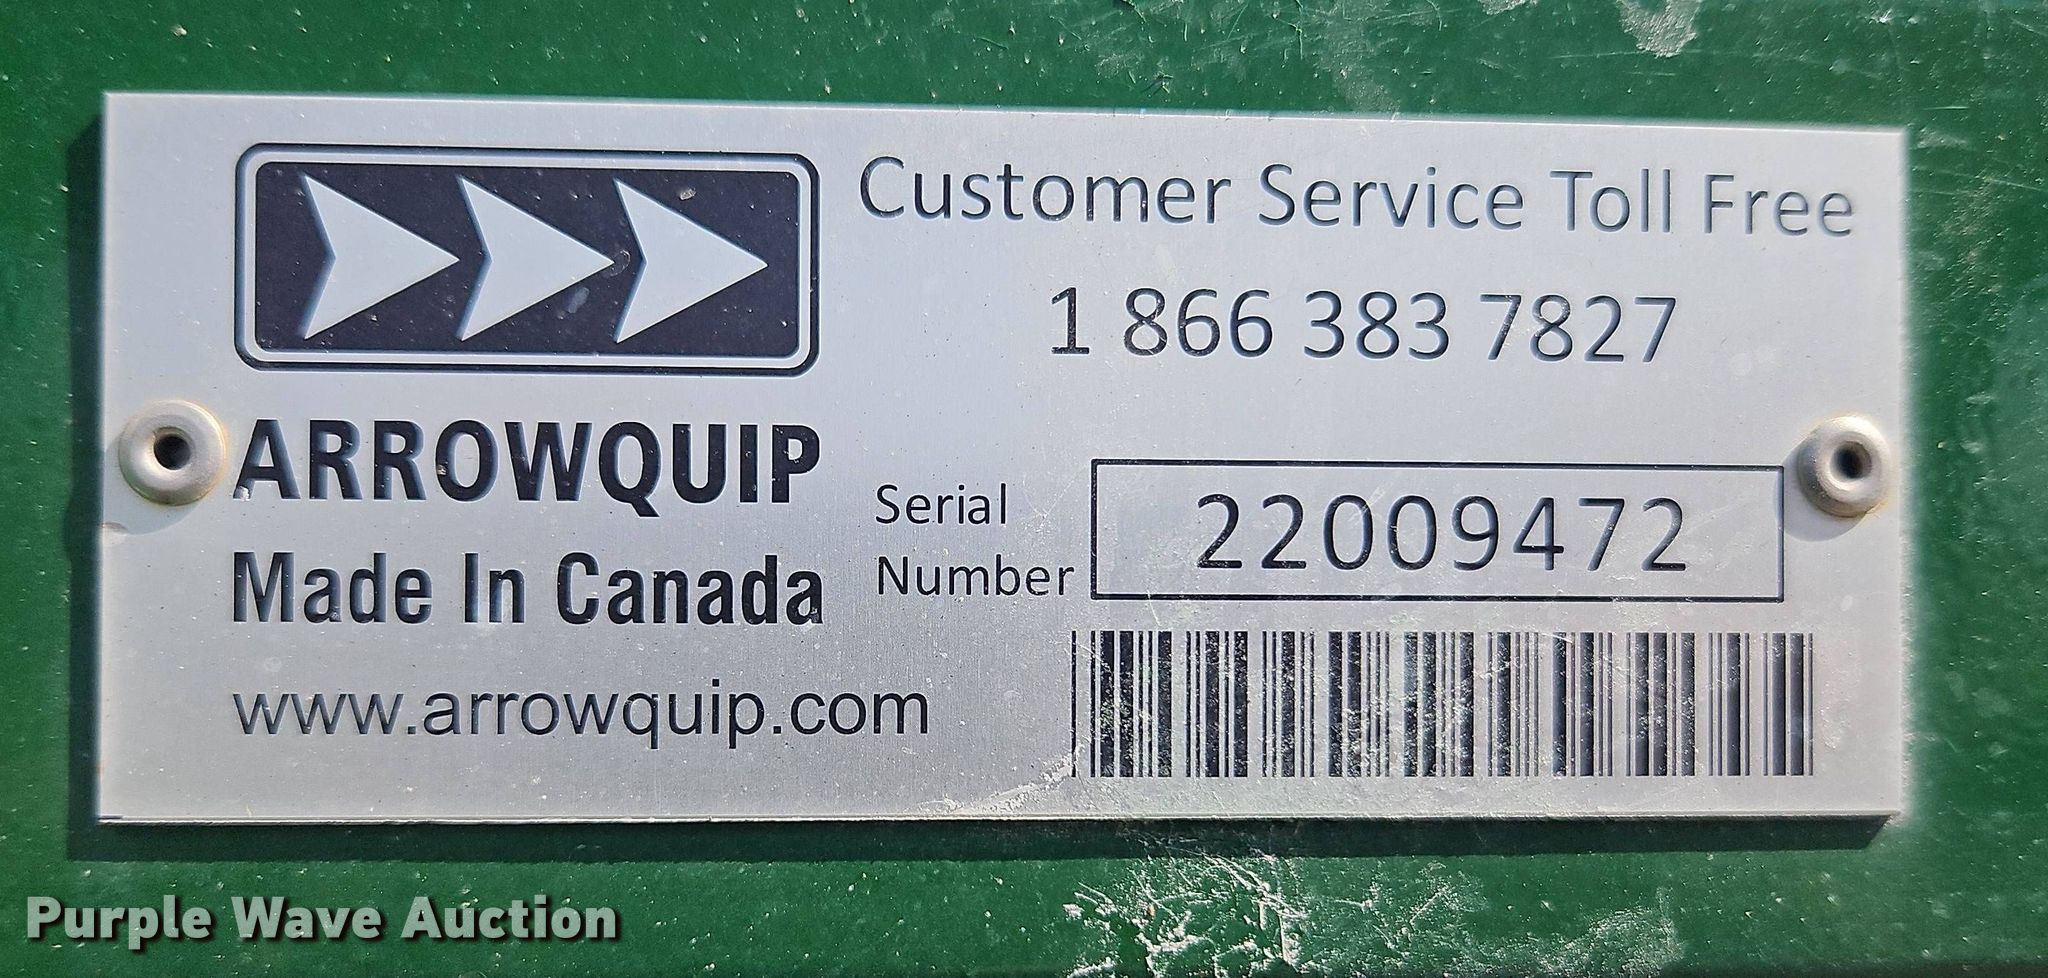 Customer Service Toll Free
1 866 383 7827
ARROWQUIP
Made In Canada
www.arrowquip.com
Serial
Number
22009472
Purple Wave Auction